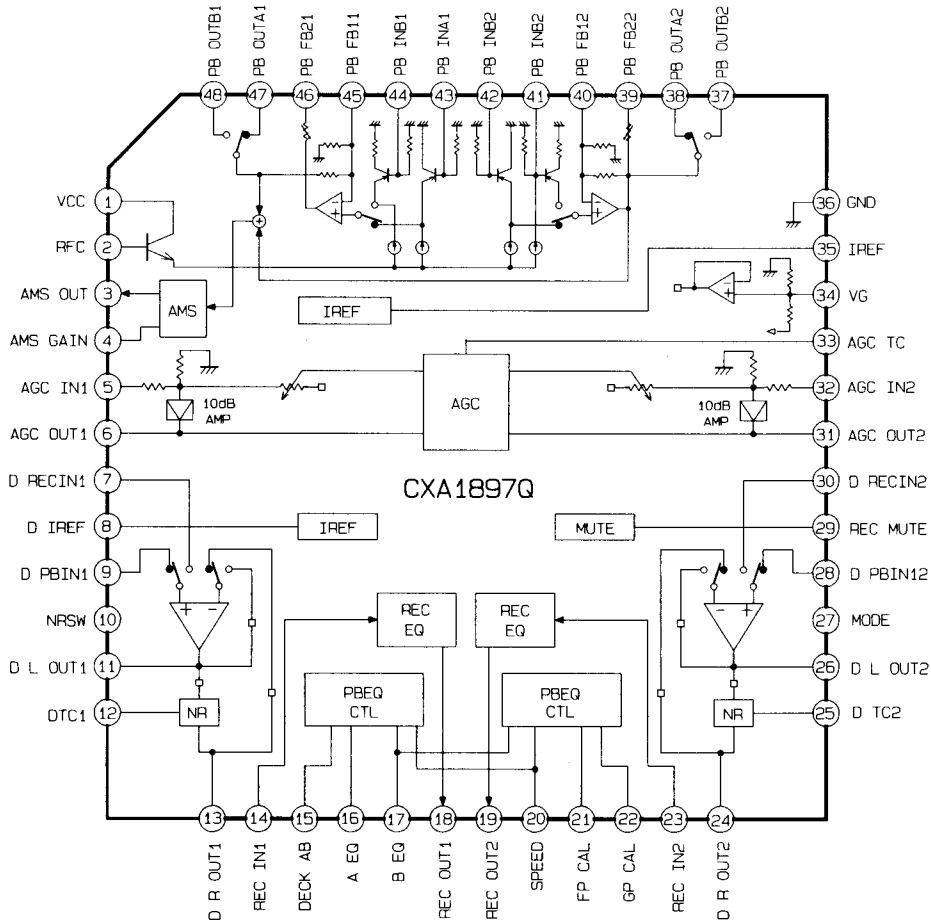 PB OUTB1
PB OUTA1
PB FB21
PB FB11
PB INB1
PB INA1
PB INB2
PB INB2
PB FB12
PB FB22
PB OUTA2
PB OUTB2
48
47
46
45
44
43
42
41
40
39
38
37
VCC
1
36
GND
RFC
2
35
IREF
AMS OUT
3
AMS
IREF
34
VG
AMS GAIN
4
33
AGC TC
AGC IN1
5
AGC
32
AGC IN2
10dB
AMP
10dB
AMP
AGC OUT1
6
31
AGC OUT2
D RECIN1
7
CXA1897Q
30
D RECIN2
D IREF
8
IREF
MUTE
29
REC MUTE
D PBIN1
9
28
D PBIN12
NRSW
10
REC
EQ
REC
EQ
27
MODE
+ −
− +
D L OUT1
11
26
D L OUT2
DTC1
12
NR
PBEQ
CTL
PBEQ
CTL
NR
25
D TC2
13
14
15
16
17
18
19
20
21
22
23
24
D R OUT1
REC IN1
DECK AB
A EQ
B EQ
REC OUT1
REC OUT2
SPEED
FP CAL
GP CAL
REC IN2
D R OUT2